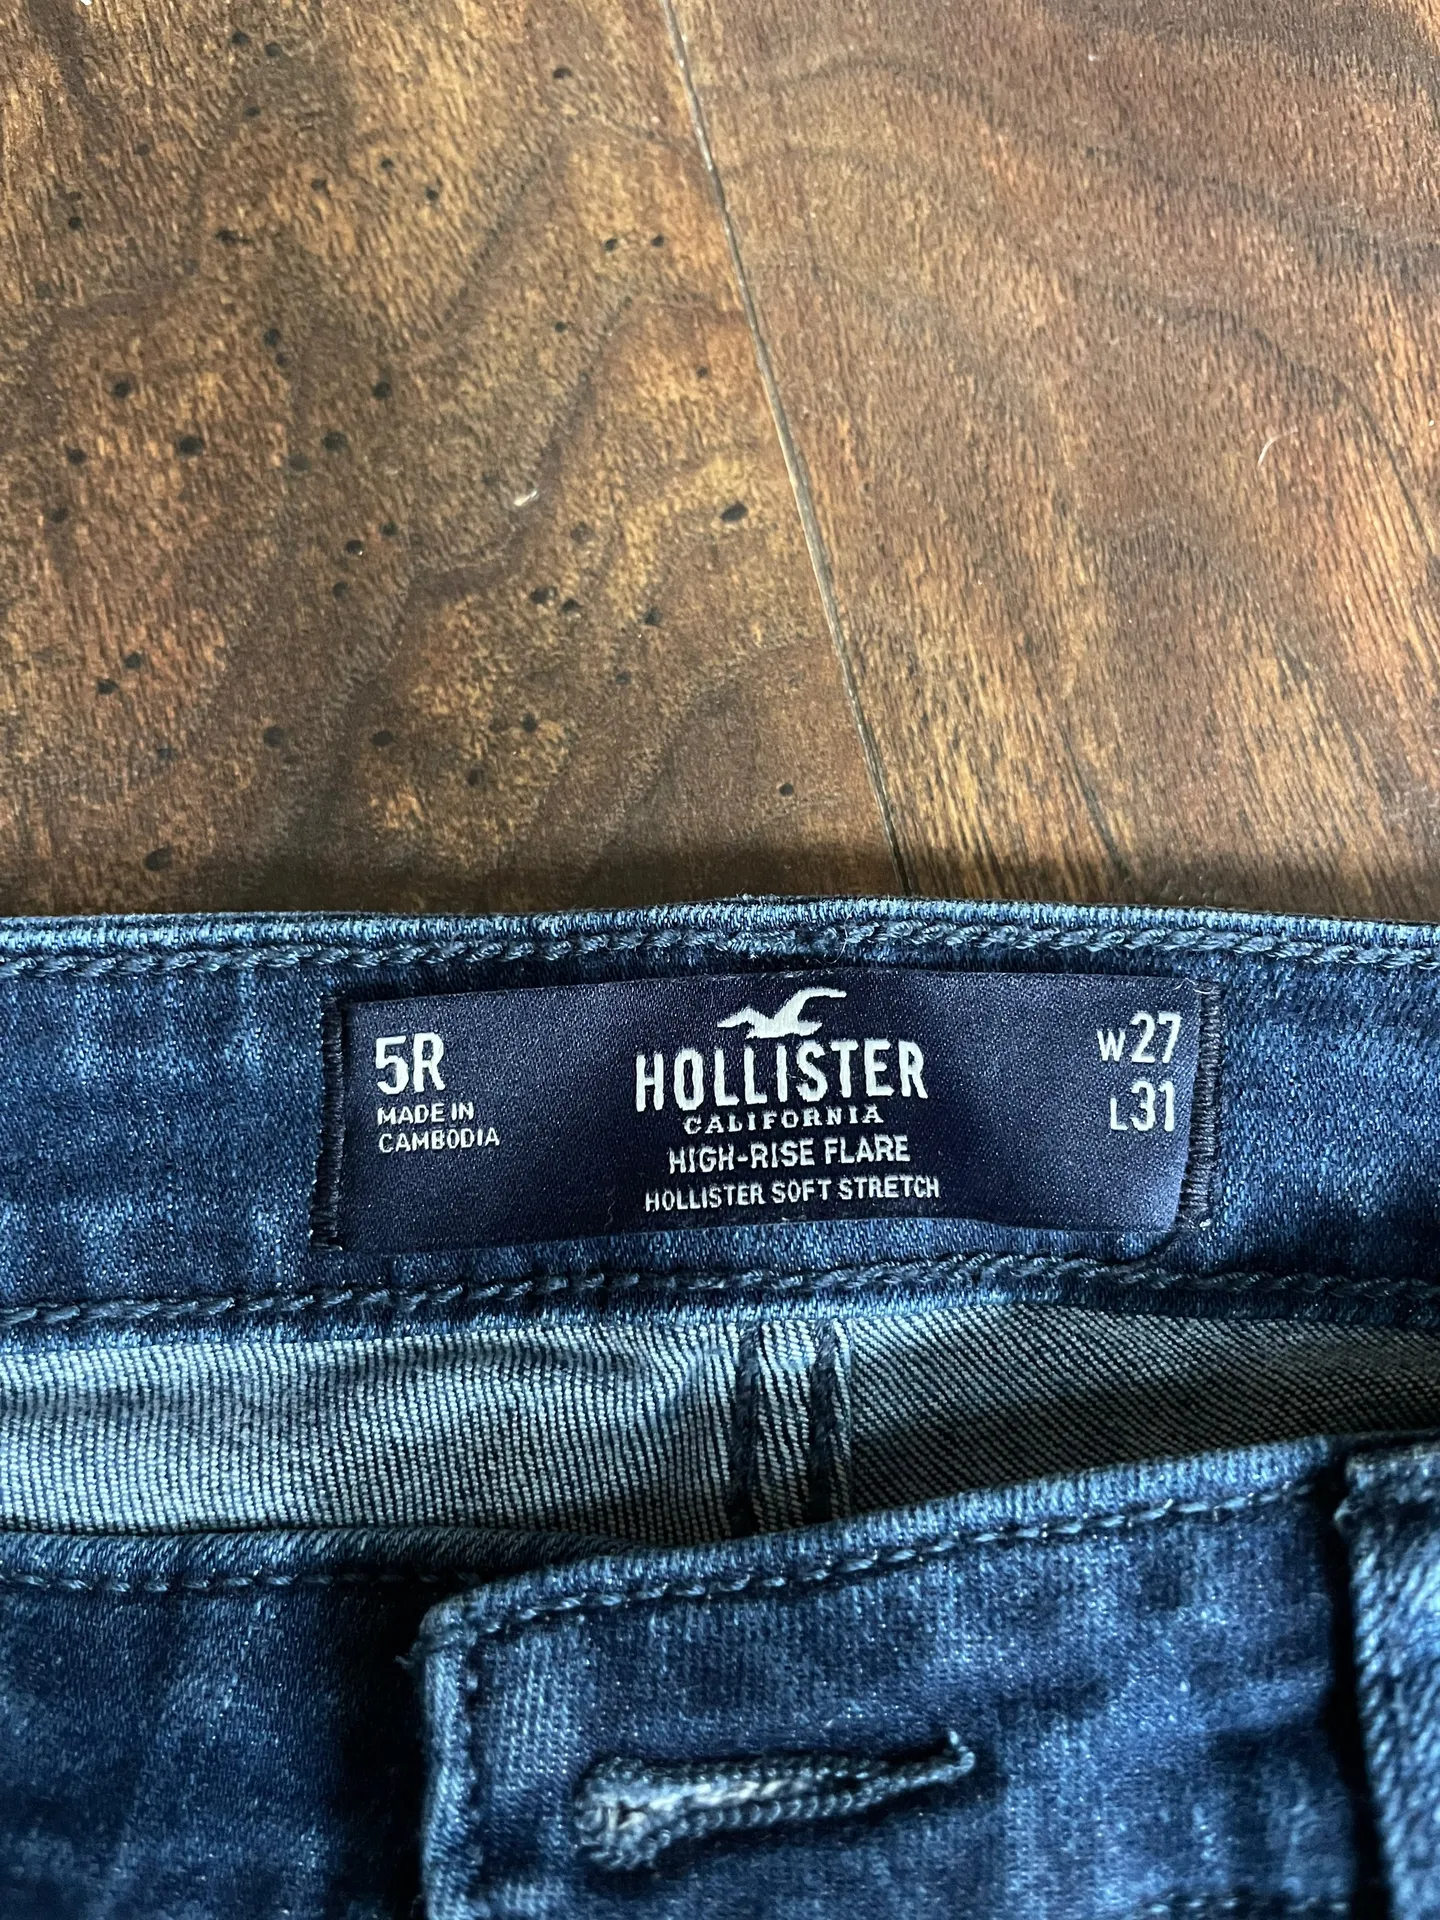 5R
MADE IN
CAMBODIA
HOLLISTER
CALIFORNIA
HIGH-RISE FLARE
HOLLISTER SOFT STRETCH
W27
L31